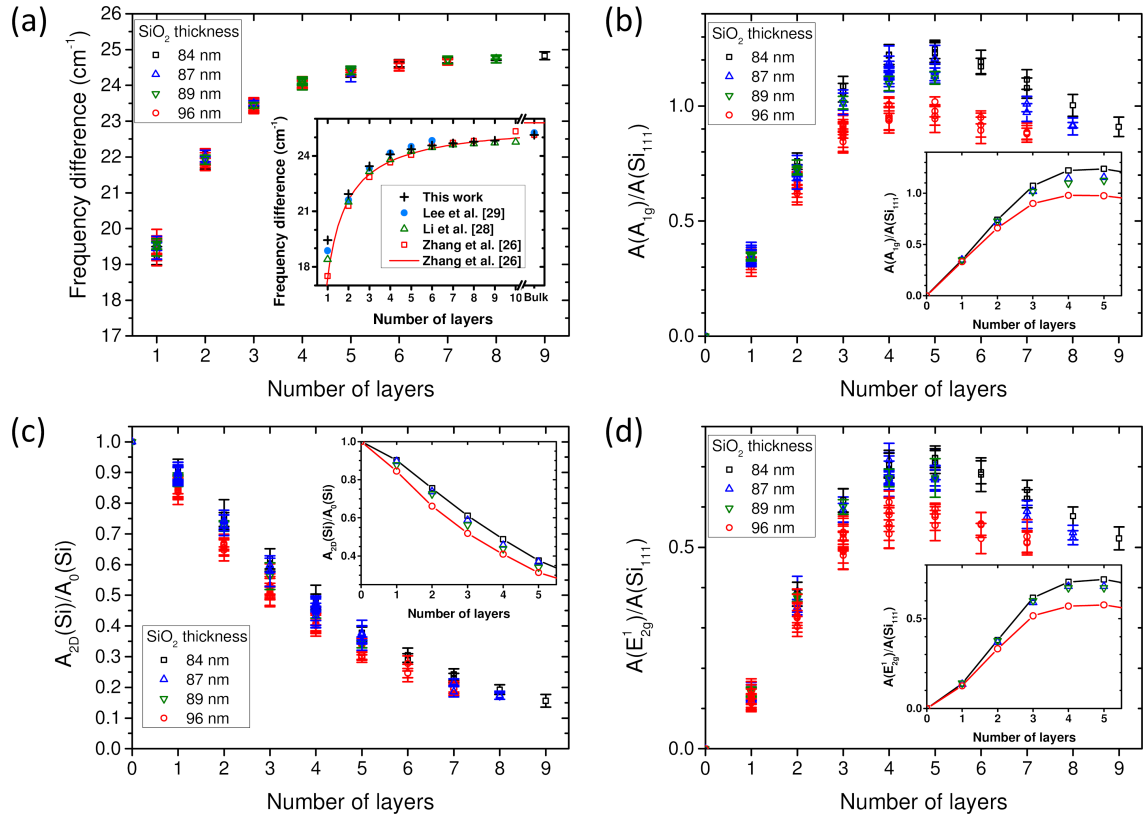 (a)
Frequency difference (cm⁻¹)
26
25
24
23
22
21
20
19
18
17
SiO₂ thickness
84 nm
87 nm
89 nm
96 nm
Frequency difference (cm⁻¹)
24
21
18
This work
Lee et al. [29]
Li et al. [28]
Zhang et al. [26]
Zhang et al. [26]
1 2 3 4 5 6 7 8 9 10 Bulk
Number of layers
1 2 3 4 5 6 7 8 9
Number of layers
(b)
A(A₁g)/A(Si₁₁₁)
1.0
0.5
0.0
SiO₂ thickness
84 nm
87 nm
89 nm
96 nm
A(A₁g)/A(Si₁₁₁)
1.0
0.5
0.0
0 1 2 3 4 5
Number of layers
0 1 2 3 4 5 6 7 8 9
Number of layers
(c)
A₂D(Si)/A₀(Si)
1.0
0.9
0.8
0.7
0.6
0.5
0.4
0.3
0.2
0.1
0.0
A₂D(Si)/A₀(Si)
1.0
0.8
0.6
0.4
0 1 2 3 4 5
Number of layers
SiO₂ thickness
84 nm
87 nm
89 nm
96 nm
0 1 2 3 4 5 6 7 8 9
Number of layers
(d)
A(E¹₂g)/A(Si₁₁₁)
0.5
0.0
SiO₂ thickness
84 nm
87 nm
89 nm
96 nm
A(E¹₂g)/A(Si₁₁₁)
0.5
0.0
0 1 2 3 4 5
Number of layers
0 1 2 3 4 5 6 7 8 9
Number of layers